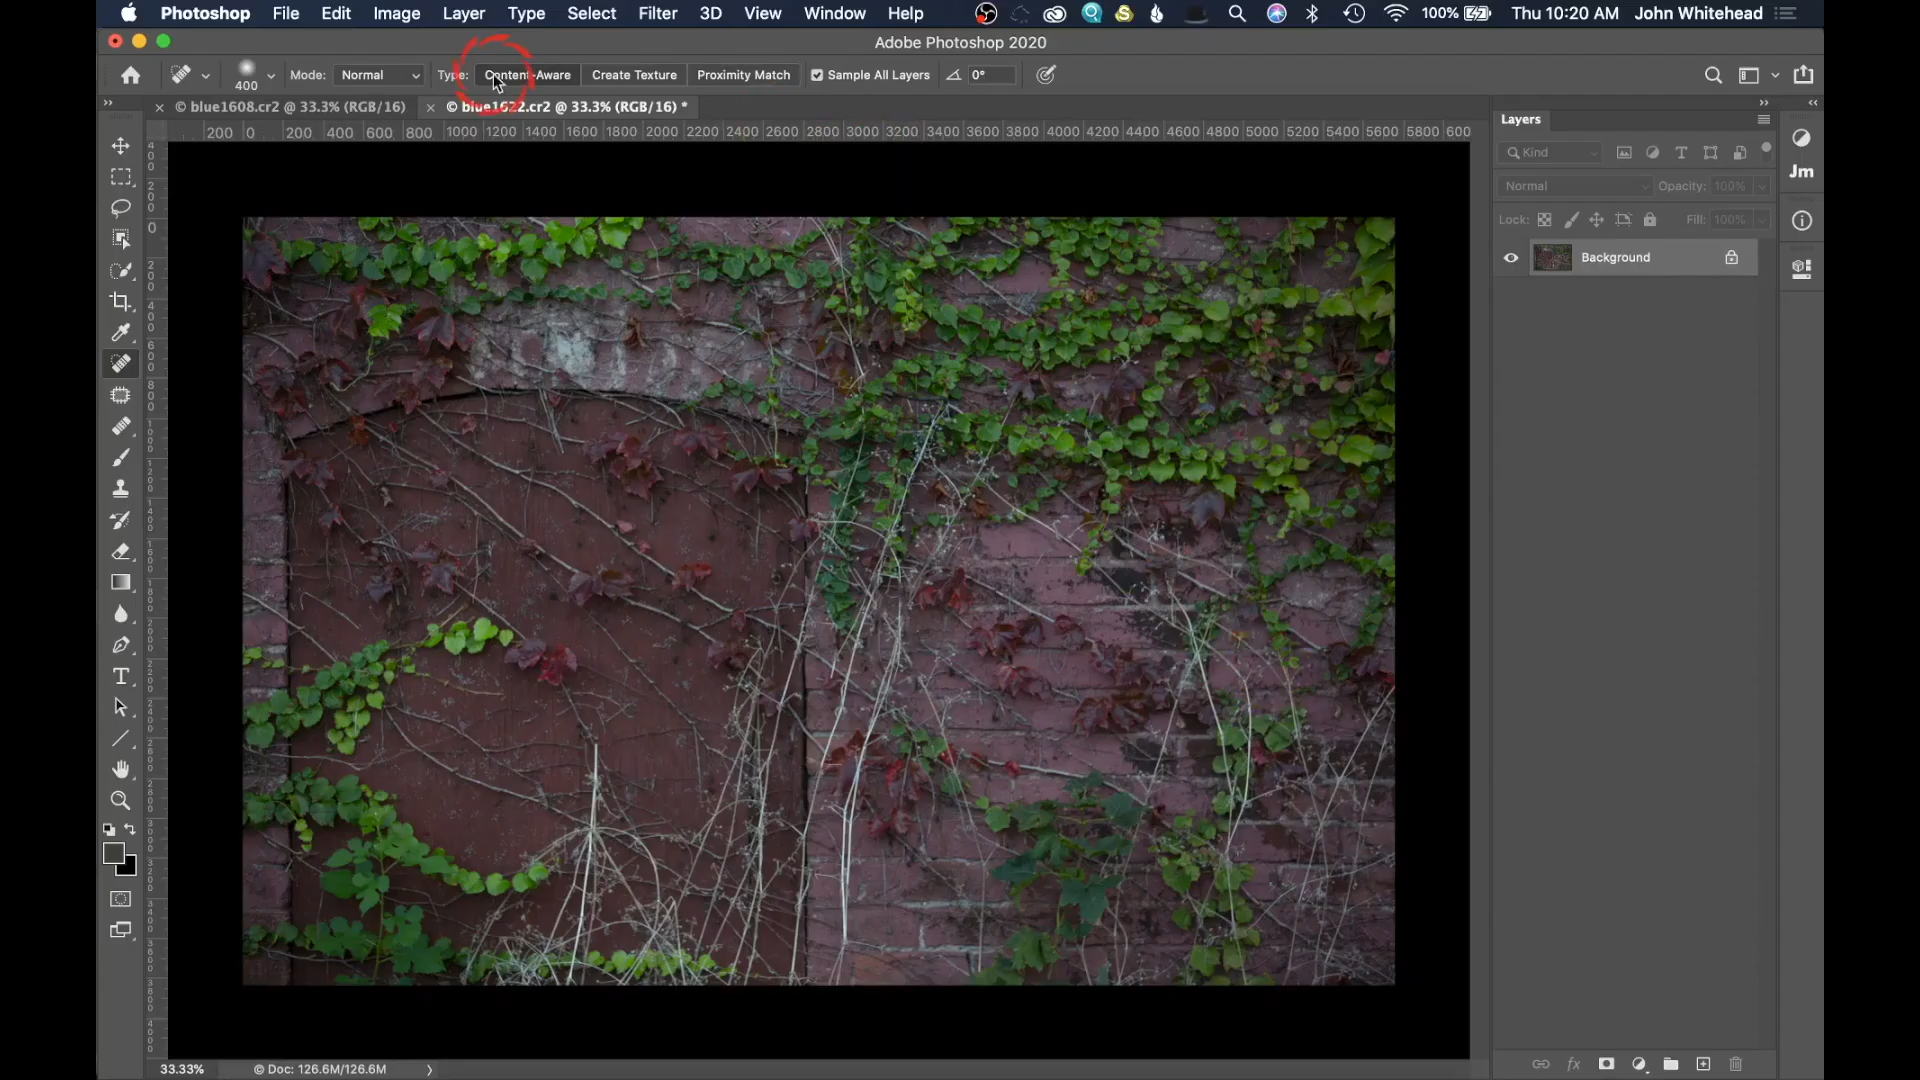 Photoshop File Edit Image Layer Type Select Filter 3D View Window Help 100% Thu 10:20 AM John Whitehead
Adobe Photoshop 2020
400 Mode: Normal Type: Content-Aware Create Texture Proximity Match Sample All Layers 0°
© blue1608.cr2 @ 33.3% (RGB/16) © blue1622.cr2 @ 33.3% (RGB/16) *
200 0 200 400 600 800 1000 1200 1400 1600 1800 2000 2200 2400 2600 2800 3000 3200 3400 3600 3800 4000 4200 4400 4600 4800 5000 5200 5400 5600 5800 600
Layers
Kind
Jm
Normal Opacity: 100%
Lock: Fill: 100%
Background
fx
33.33% © Doc: 126.6M/126.6M